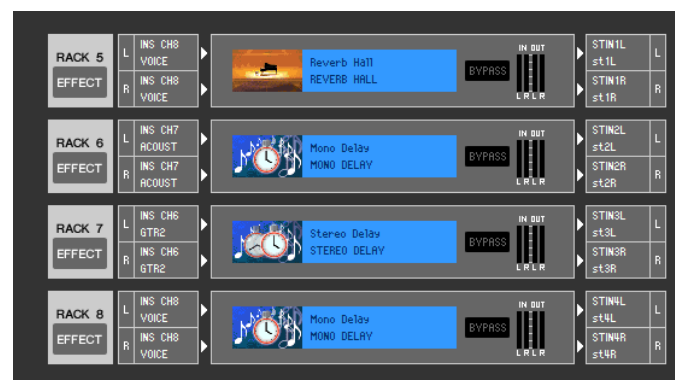 RACK 5
EFFECT
L
INS CH8
VOICE
R
INS CH8
VOICE
Reverb Hall
REVERB HALL
BYPASS
IN OUT
L R L R
STIN1L
st1L
L
STIN1R
st1R
R
RACK 6
EFFECT
L
INS CH7
ACOUST
R
INS CH7
ACOUST
Mono Delay
MONO DELAY
BYPASS
IN OUT
L R L R
STIN2L
st2L
L
STIN2R
st2R
R
RACK 7
EFFECT
L
INS CH6
GTR2
R
INS CH6
GTR2
Stereo Delay
STEREO DELAY
BYPASS
IN OUT
L R L R
STIN3L
st3L
L
STIN3R
st3R
R
RACK 8
EFFECT
L
INS CH8
VOICE
R
INS CH8
VOICE
Mono Delay
MONO DELAY
BYPASS
IN OUT
L R L R
STIN4L
st4L
L
STIN4R
st4R
R